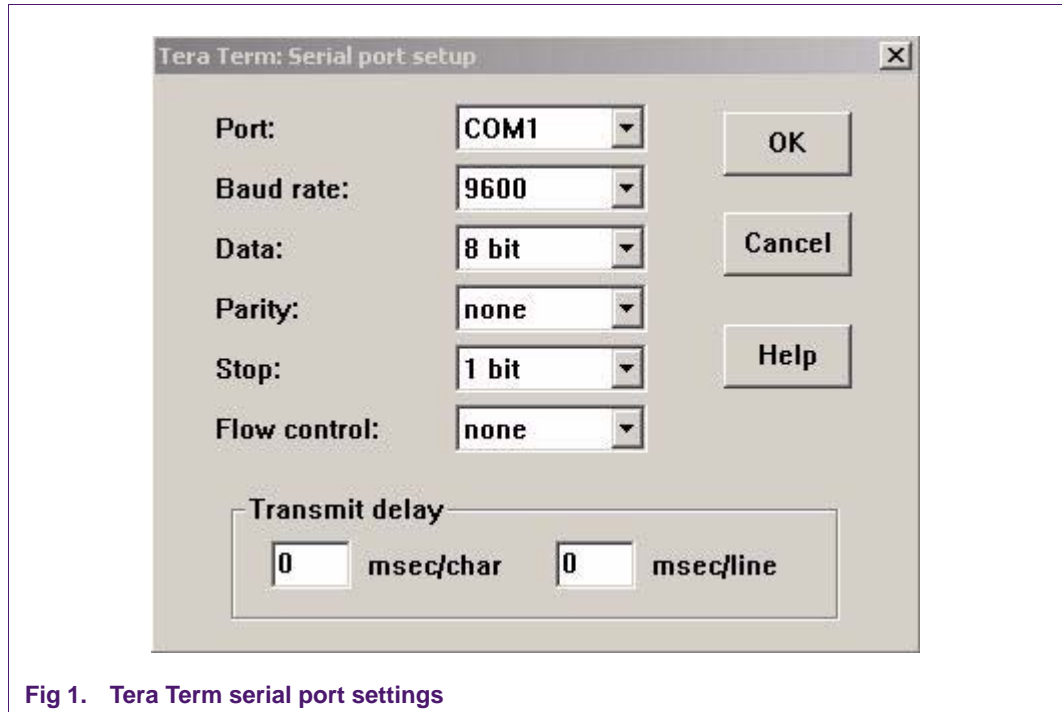 Tera Term: Serial port setup
Port: COM1
OK
Baud rate: 9600
Data: 8 bit
Cancel
Parity: none
Stop: 1 bit
Help
Flow control: none
Transmit delay
0 msec/char 0 msec/line
Fig 1. Tera Term serial port settings